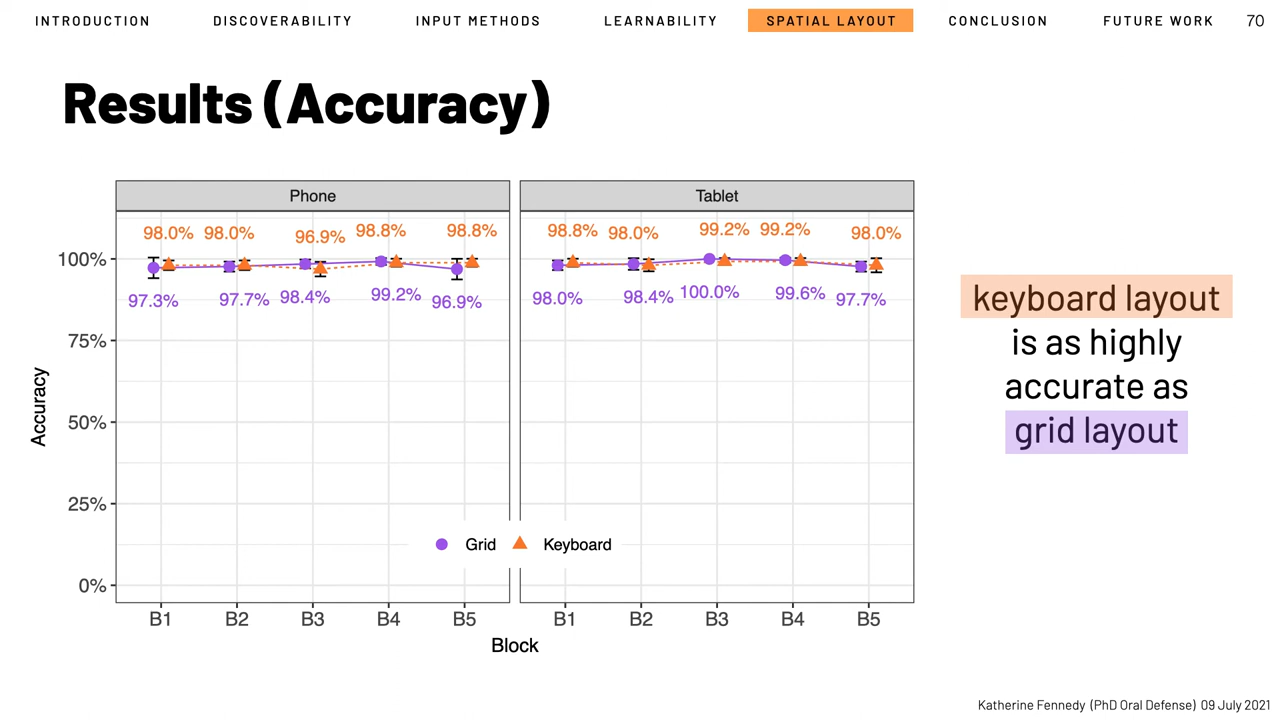 INTRODUCTION DISCOVERABILITY INPUT METHODS LEARNABILITY SPATIAL LAYOUT CONCLUSION FUTURE WORK 70
Results (Accuracy)
Phone Tablet
98.0% 98.0% 96.9% 98.8% 98.8% 98.8% 98.0% 99.2% 99.2% 98.0%
100%
97.3% 97.7% 98.4% 99.2% 96.9% 98.0% 98.4% 100.0% 99.6% 97.7%
75%
50%
25%
0%
Accuracy
Grid Keyboard
B1 B2 B3 B4 B5 B1 B2 B3 B4 B5
Block
keyboard layout
is as highly
accurate as
grid layout
Katherine Fennedy (PhD Oral Defense) 09 July 2021